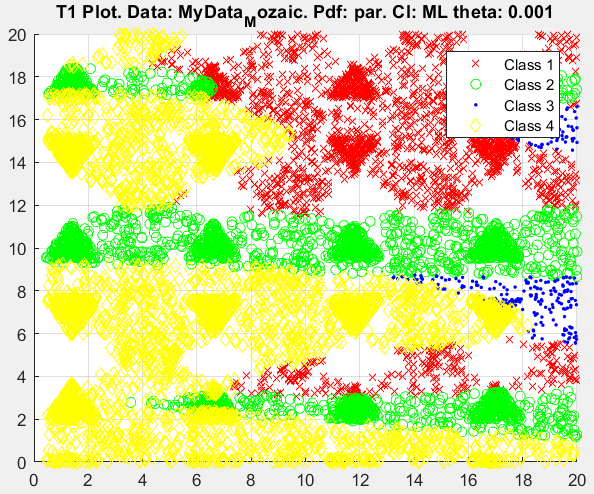 T1 Plot. Data: MyData_Mozaic. Pdf: par. Cl: ML theta: 0.001
Class 1
Class 2
Class 3
Class 4
20
18
16
14
12
10
8
6
4
2
0
0 2 4 6 8 10 12 14 16 18 20